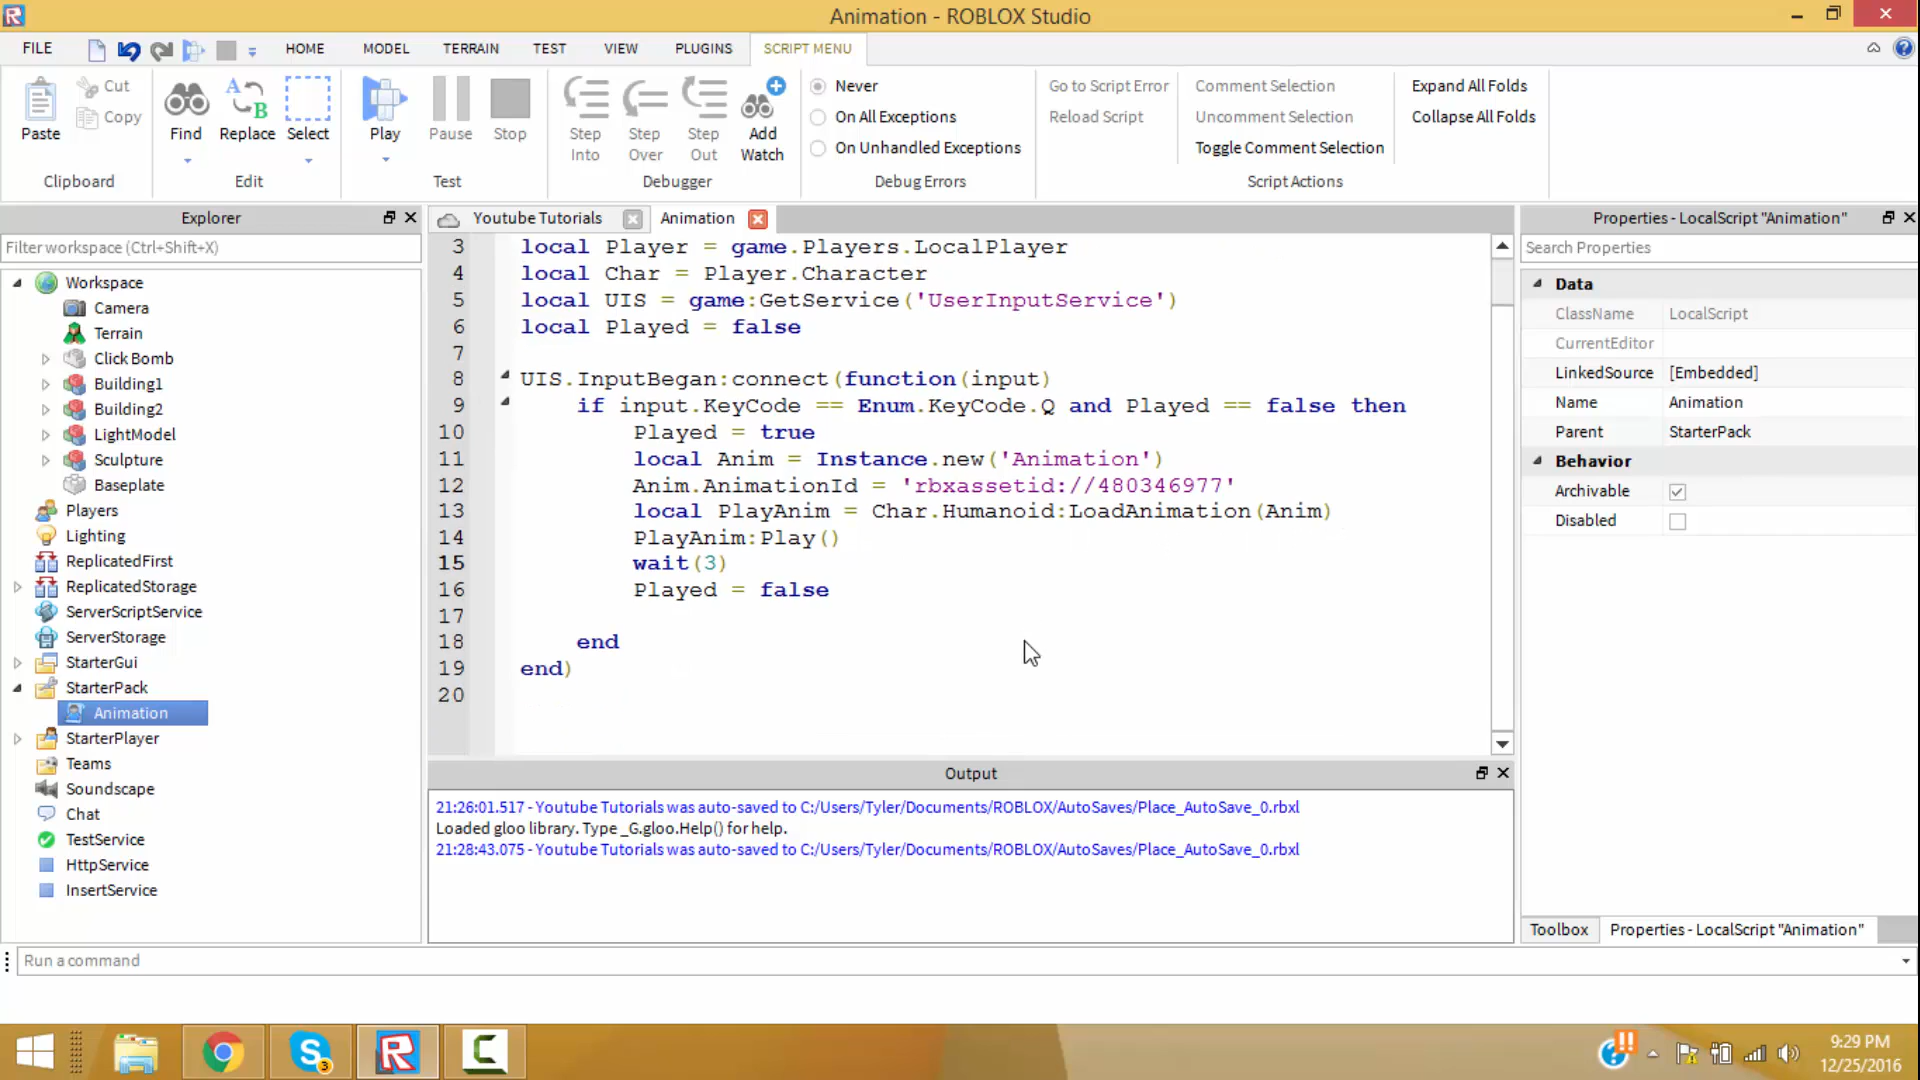 Animation - ROBLOX Studio
FILE
HOME
MODEL
TERRAIN
TEST
VIEW
PLUGINS
SCRIPT MENU
Paste
Cut
Copy
Clipboard
Find
Replace
Select
Edit
Play
Pause
Stop
Test
Step Into
Step Over
Step Out
Add Watch
Debugger
Never
On All Exceptions
On Unhandled Exceptions
Debug Errors
Go to Script Error
Reload Script
Comment Selection
Uncomment Selection
Toggle Comment Selection
Script Actions
Expand All Folds
Collapse All Folds
Explorer
Filter workspace (Ctrl+Shift+X)
Workspace
Camera
Terrain
Click Bomb
Building1
Building2
LightModel
Sculpture
Baseplate
Players
Lighting
ReplicatedFirst
ReplicatedStorage
ServerScriptService
ServerStorage
StarterGui
StarterPack
Animation
StarterPlayer
Teams
Soundscape
Chat
TestService
HttpService
InsertService
Youtube Tutorials
Animation
3 local Player = game.Players.LocalPlayer
4 local Char = Player.Character
5 local UIS = game:GetService('UserInputService')
6 local Played = false
7
8 UIS.InputBegan:connect(function(input)
9 if input.KeyCode == Enum.KeyCode.Q and Played == false then
10 Played = true
11 local Anim = Instance.new('Animation')
12 Anim.AnimationId = 'rbxassetid://480346977'
13 local PlayAnim = Char.Humanoid:LoadAnimation(Anim)
14 PlayAnim:Play()
15 wait(3)
16 Played = false
17
18 end
19 end)
20
Output
21:26:01.517 - Youtube Tutorials was auto-saved to C:/Users/Tyler/Documents/ROBLOX/AutoSaves/Place_AutoSave_0.rbxl
Loaded gloo library. Type _G.gloo.Help() for help.
21:28:43.075 - Youtube Tutorials was auto-saved to C:/Users/Tyler/Documents/ROBLOX/AutoSaves/Place_AutoSave_0.rbxl
Properties - LocalScript "Animation"
Search Properties
Data
ClassName LocalScript
CurrentEditor
LinkedSource [Embedded]
Name Animation
Parent StarterPack
Behavior
Archivable
Disabled
Toolbox
Properties - LocalScript "Animation"
Run a command
3
9:29 PM
12/25/2016